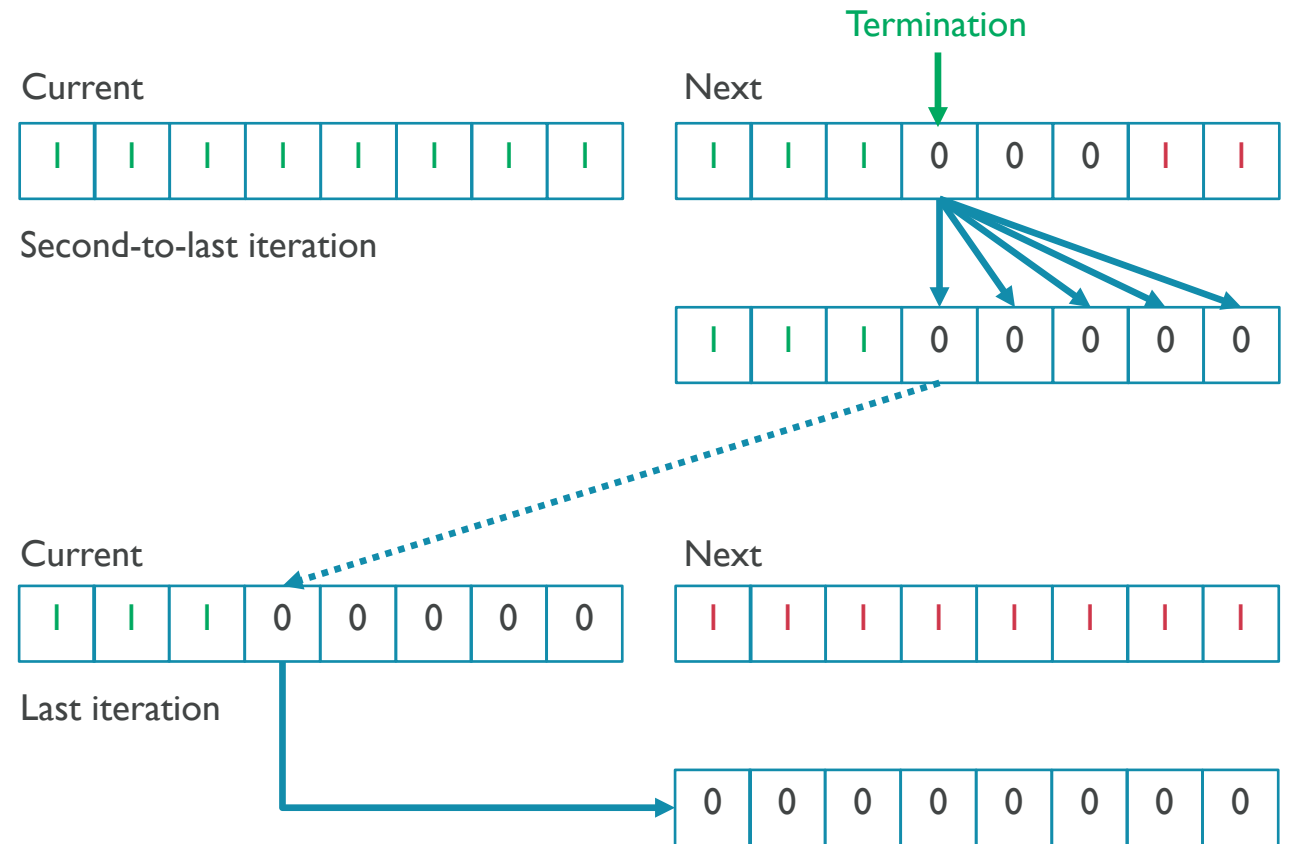 Termination
Current Next
1 1 1 1 1 1 1 1 1 1 1 0 0 0 1 1
Second-to-last iteration
1 1 1 0 0 0 0 0
Current Next
1 1 1 0 0 0 0 0 1 1 1 1 1 1 1 1
Last iteration
0 0 0 0 0 0 0 0